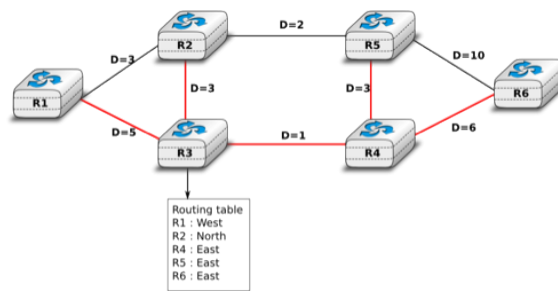 R2
D=2
R5
D=3
D=10
R1
D=3
D=3
R6
D=5
R3
D=1
R4
D=6
Routing table
R1 : West
R2 : North
R4 : East
R5 : East
R6 : East